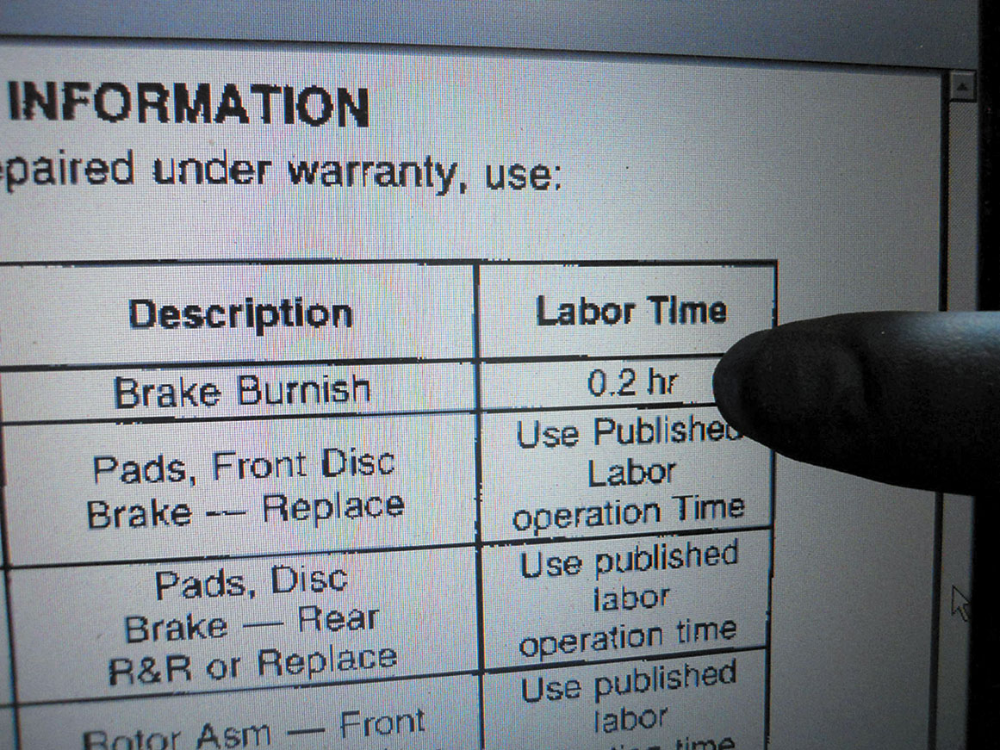 INFORMATION
epaired under warranty, use:
Description
Labor Time
Brake Burnish
0.2 hr
Pads, Front Disc
Brake -- Replace
Use Published
Labor
operation Time
Pads, Disc
Brake — Rear
R&R or Replace
Use published
labor
operation time
Rotor Asm — Front
Use published
labor
time